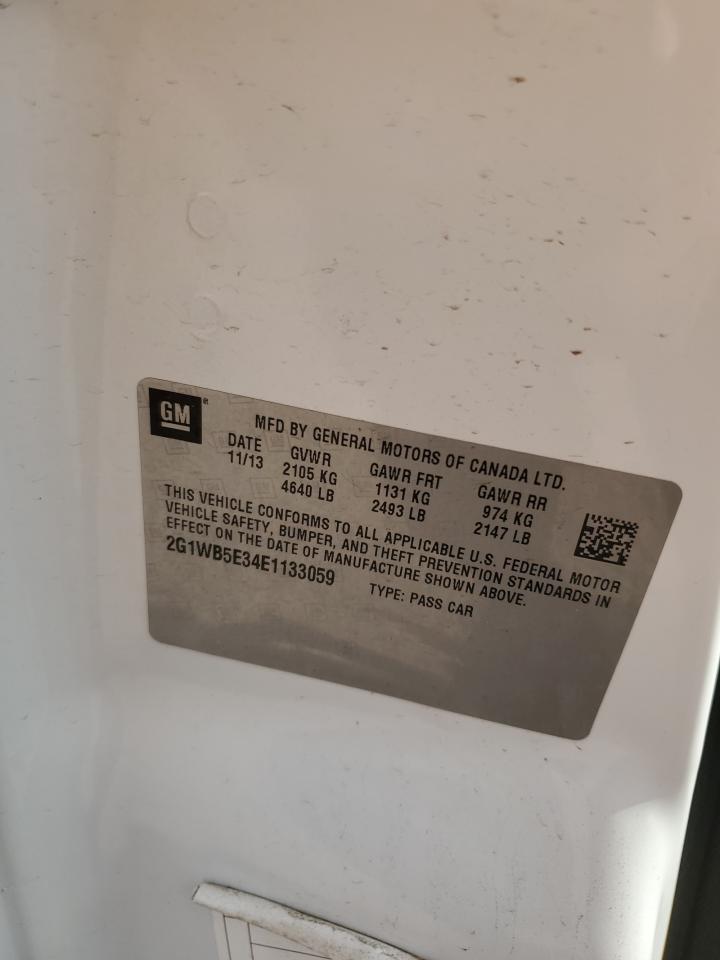 GM
MFD BY GENERAL MOTORS OF CANADA LTD.
DATE GVWR GAWR FRT GAWR RR
11/13 2105 KG 1131 KG 974 KG
4640 LB 2493 LB 2147 LB
THIS VEHICLE CONFORMS TO ALL APPLICABLE U.S. FEDERAL MOTOR
VEHICLE SAFETY, BUMPER, AND THEFT PREVENTION STANDARDS IN
EFFECT ON THE DATE OF MANUFACTURE SHOWN ABOVE.
2G1WB5E34E1133059 TYPE: PASS CAR